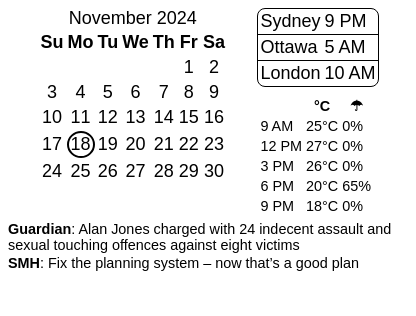 November 2024
Su Mo Tu We Th Fr Sa
1 2
3 4 5 6 7 8 9
10 11 12 13 14 15 16
17 18 19 20 21 22 23
24 25 26 27 28 29 30
Sydney 9 PM
Ottawa 5 AM
London 10 AM
°C ☂
9 AM 25°C 0%
12 PM 27°C 0%
3 PM 26°C 0%
6 PM 20°C 65%
9 PM 18°C 0%
Guardian: Alan Jones charged with 24 indecent assault and
sexual touching offences against eight victims
SMH: Fix the planning system – now that’s a good plan